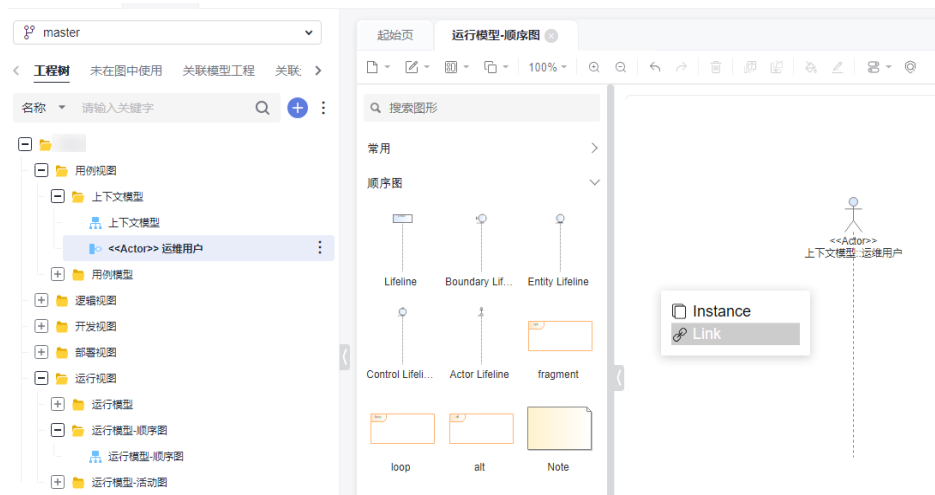 master
工程树 未在图中使用 关联模型工程 关联
名称 请输入关键字
用例视图
上下文模型
上下文模型
<<Actor>> 运维用户
用例模型
逻辑视图
开发视图
部署视图
运行视图
运行模型
运行模型-顺序图
运行模型-顺序图
运行模型-活动图
起始页 运行模型-顺序图
100%
搜索图形
常用
顺序图
Lifeline Boundary Lif... Entity Lifeline
Control Lifeli... Actor Lifeline fragment
loop alt Note
<<Actor>>
上下文模型::运维用户
Instance
Link